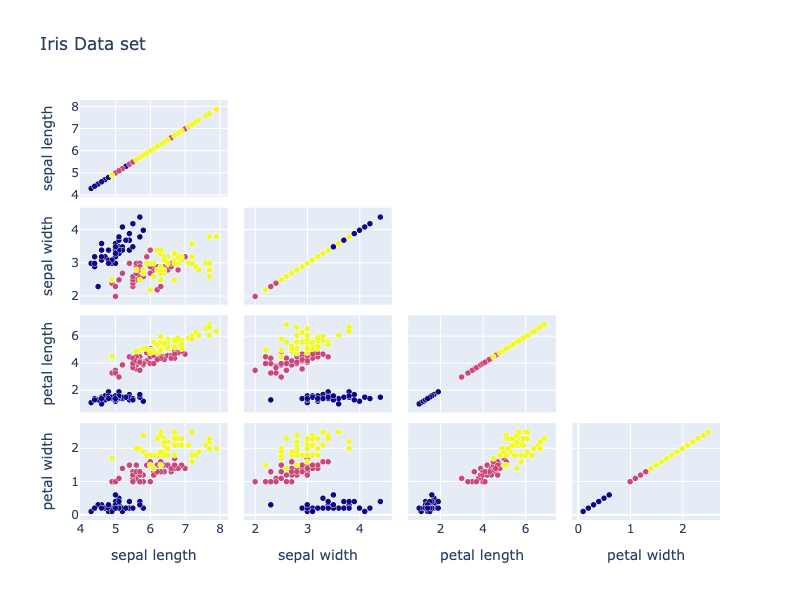 Iris Data set
8
7
6
5
4
sepal length
4
3
2
sepal width
6
4
2
petal length
2
1
0
petal width
4 5 6 7 8 2 3 4 2 4 6 0 1 2
sepal length sepal width petal length petal width